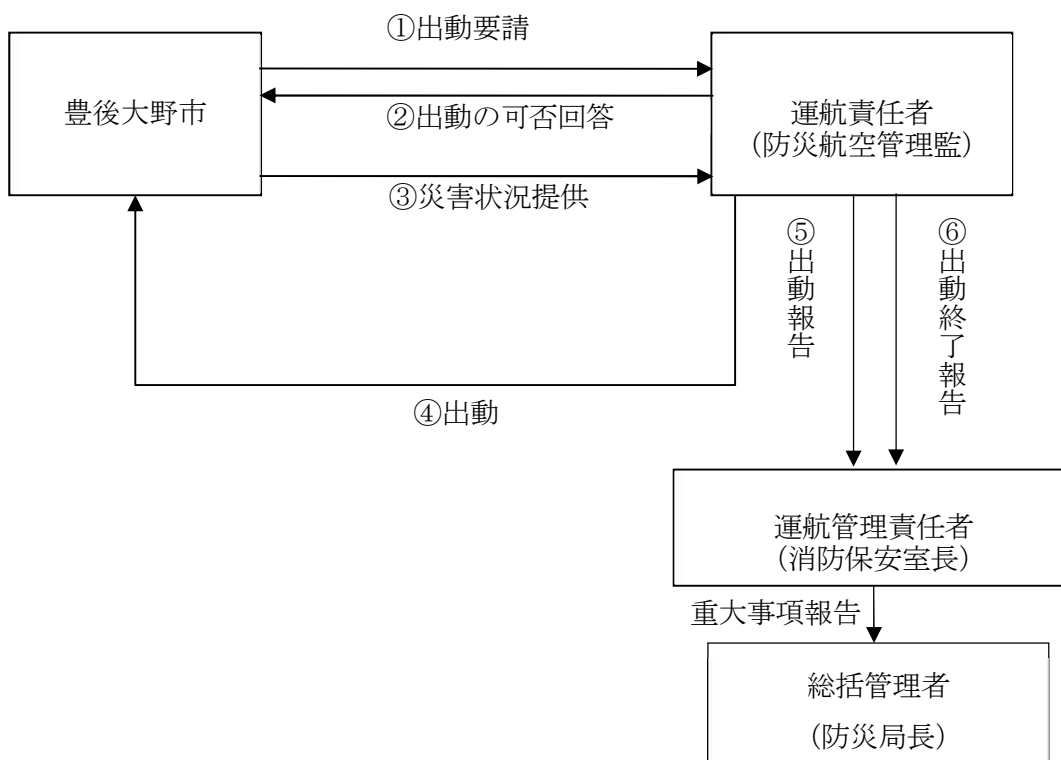 ①出動要請
豊後大野市
②出動の可否回答
運航責任者
(防災航空管理監)
③災害状況提供
④出動
⑤出動報告
⑥出動終了報告
運航管理責任者
(消防保安室長)
重大事項報告
総括管理者
(防災局長)